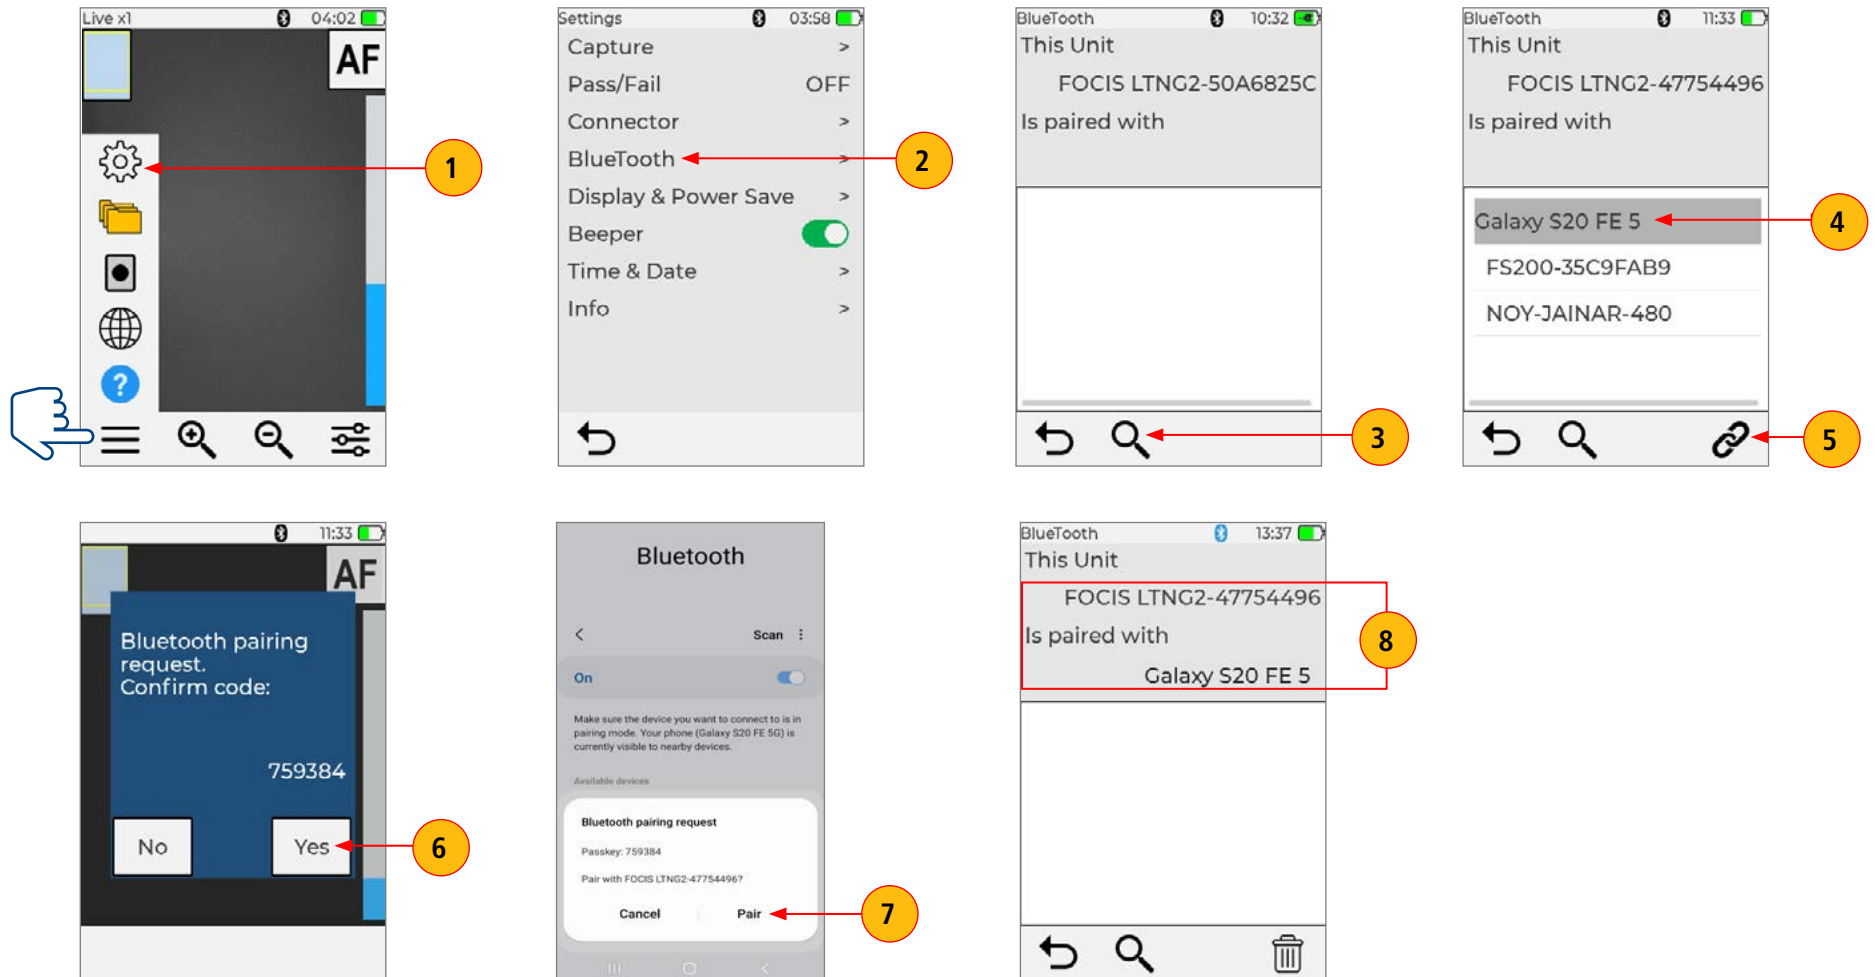 Live x1 04:02
AF
1
?
Settings 03:58
Capture >
Pass/Fail OFF
Connector >
BlueTooth >
2
Display & Power Save >
Beeper
Time & Date >
Info >
BlueTooth 10:32
This Unit
FOCIS LTNG2-50A6825C
Is paired with
3
BlueTooth 11:33
This Unit
FOCIS LTNG2-47754496
Is paired with
Galaxy S20 FE 5
4
FS200-35C9FAB9
NOY-JAINAR-480
5
11:33
AF
Bluetooth pairing
request.
Confirm code:
759384
No Yes
6
Bluetooth
< Scan
On
Make sure the device you want to connect to is in
pairing mode. Your phone (Galaxy S20 FE 5G) is
currently visible to nearby devices.
Available devices
Bluetooth pairing request
Passkey: 759384
Pair with FOCIS LTNG2-47754496?
Cancel Pair
7
BlueTooth 13:37
This Unit
FOCIS LTNG2-47754496
Is paired with
8
Galaxy S20 FE 5